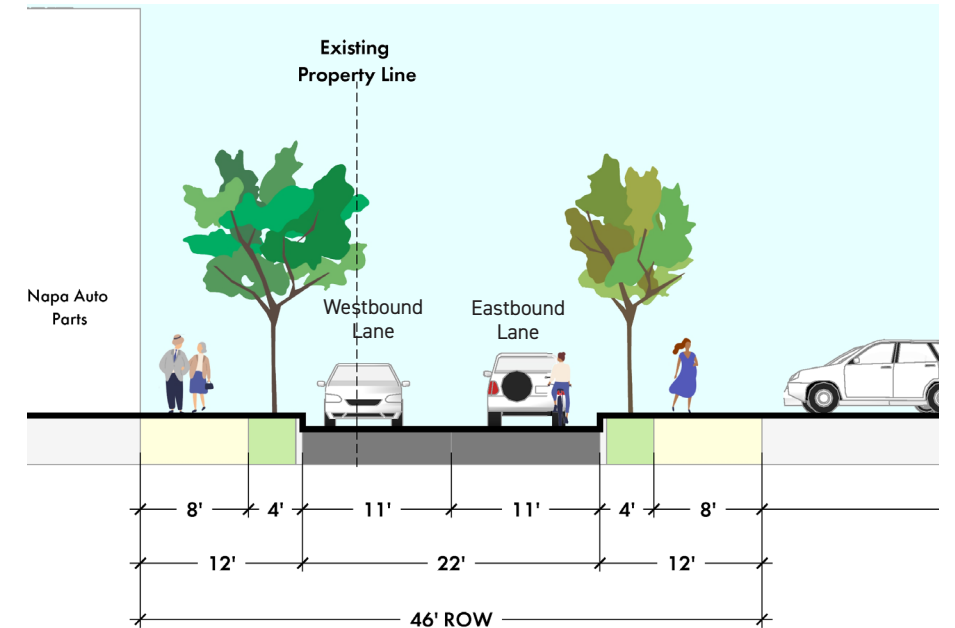 Existing
Property Line
Napa Auto
Parts
Westbound
Lane
Eastbound
Lane
8'
4'
11'
11'
4'
8'
12'
22'
12'
46' ROW